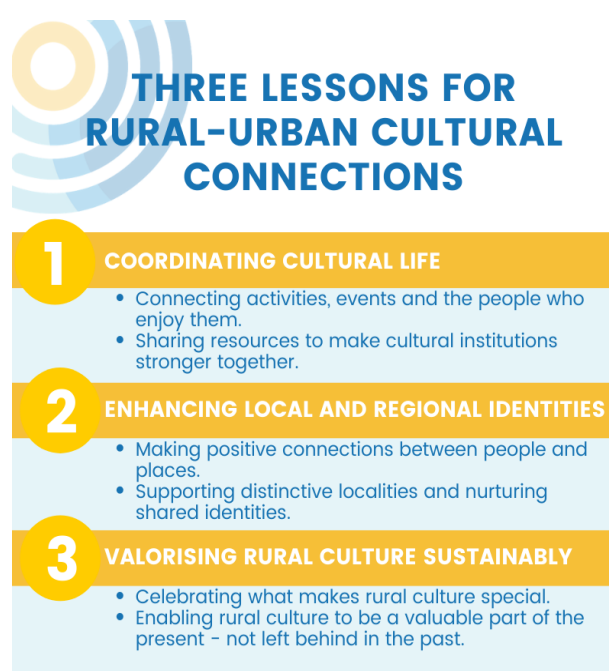 THREE LESSONS FOR
RURAL-URBAN CULTURAL
CONNECTIONS
1
COORDINATING CULTURAL LIFE
• Connecting activities, events and the people who
enjoy them.
• Sharing resources to make cultural institutions
stronger together.
2
ENHANCING LOCAL AND REGIONAL IDENTITIES
• Making positive connections between people and
places.
• Supporting distinctive localities and nurturing
shared identities.
3
VALORISING RURAL CULTURE SUSTAINABLY
• Celebrating what makes rural culture special.
• Enabling rural culture to be a valuable part of the
present - not left behind in the past.